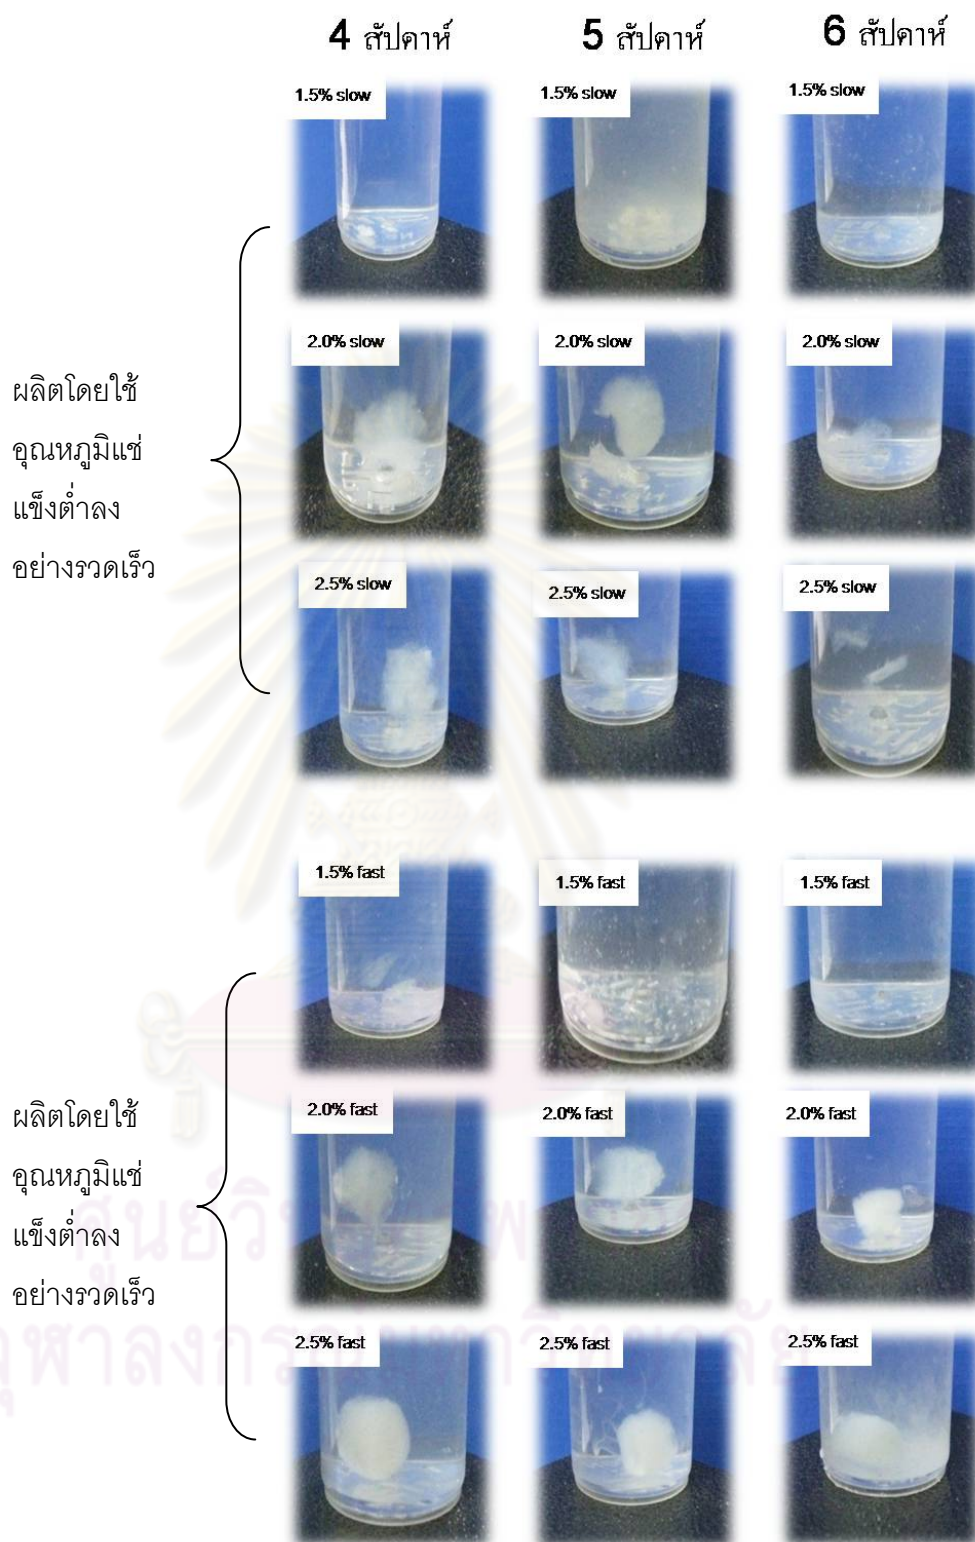 4 สัปดาห์ 5 สัปดาห์ 6 สัปดาห์
1.5% slow 1.5% slow 1.5% slow
2.0% slow 2.0% slow 2.0% slow
ผลิตโดยใช้
อุณหภูมิแช่
แข็งต่ำลง
อย่างรวดเร็ว
2.5% slow 2.5% slow 2.5% slow
1.5% fast 1.5% fast 1.5% fast
2.0% fast 2.0% fast 2.0% fast
ผลิตโดยใช้
อุณหภูมิแช่
แข็งต่ำลง
อย่างรวดเร็ว
2.5% fast 2.5% fast 2.5% fast